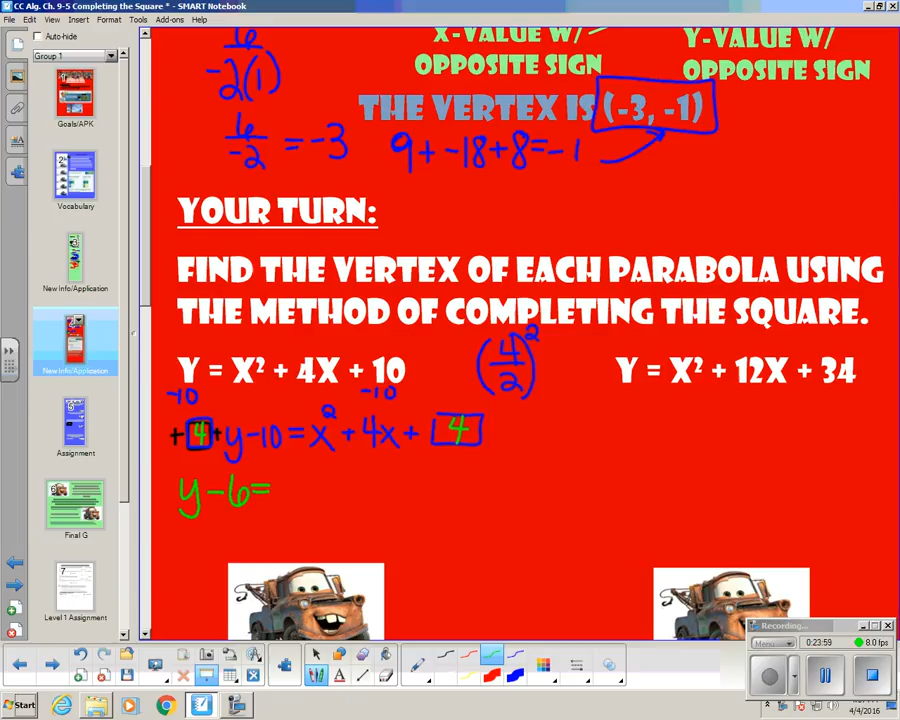 CC Alg. Ch. 9-5 Completing the Square * - SMART Notebook
File Edit View Insert Format Tools Add-ons Help
Auto-hide
Group 1
Goals/APK
Vocabulary
New Info/Application
New Info/Application
Assignment
Final G
Level 1 Assignment
6
-2(1)
X-VALUE W/
OPPOSITE SIGN
Y-VALUE W/
OPPOSITE SIGN
THE VERTEX IS (-3, -1)
6/-2 = -3 9 + -18 + 8 = -1
YOUR TURN:
FIND THE VERTEX OF EACH PARABOLA USING
THE METHOD OF COMPLETING THE SQUARE.
Y = X² + 4X + 10
(4/2)²
Y = X² + 12X + 34
-10 -10
+ 4 + y - 10 = x² + 4x + 4
y - 6 =
Recording...
Menu
0:23:59
8.0 fps
Start
4/4/2016